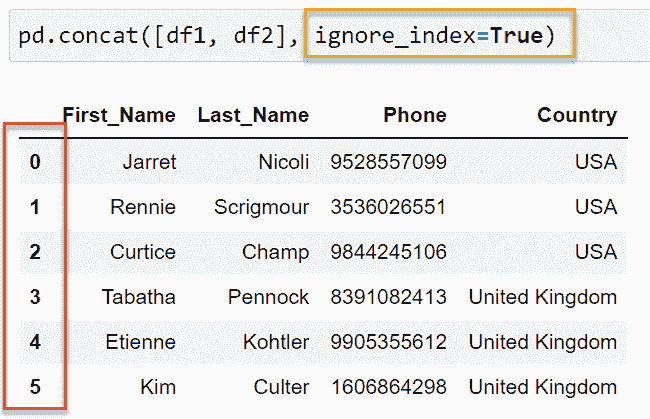 pd.concat([df1, df2], ignore_index=True)
First_Name Last_Name Phone Country
0 Jarret Nicoli 9528557099 USA
1 Rennie Scrigmour 3536026551 USA
2 Curtice Champ 9844245106 USA
3 Tabatha Pennock 8391082413 United Kingdom
4 Etienne Kohtler 9905355612 United Kingdom
5 Kim Culter 1606864298 United Kingdom